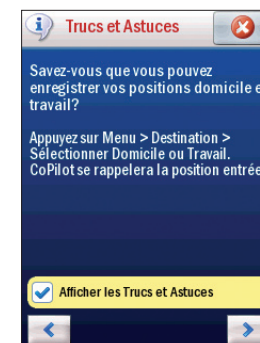 Trucs et Astuces
Savez-vous que vous pouvez
enregistrer vos positions domicile e
travail?
Appuyez sur Menu > Destination >
Sélectionner Domicile ou Travail.
CoPilot se rappelera la position entrée
Afficher les Trucs et Astuces